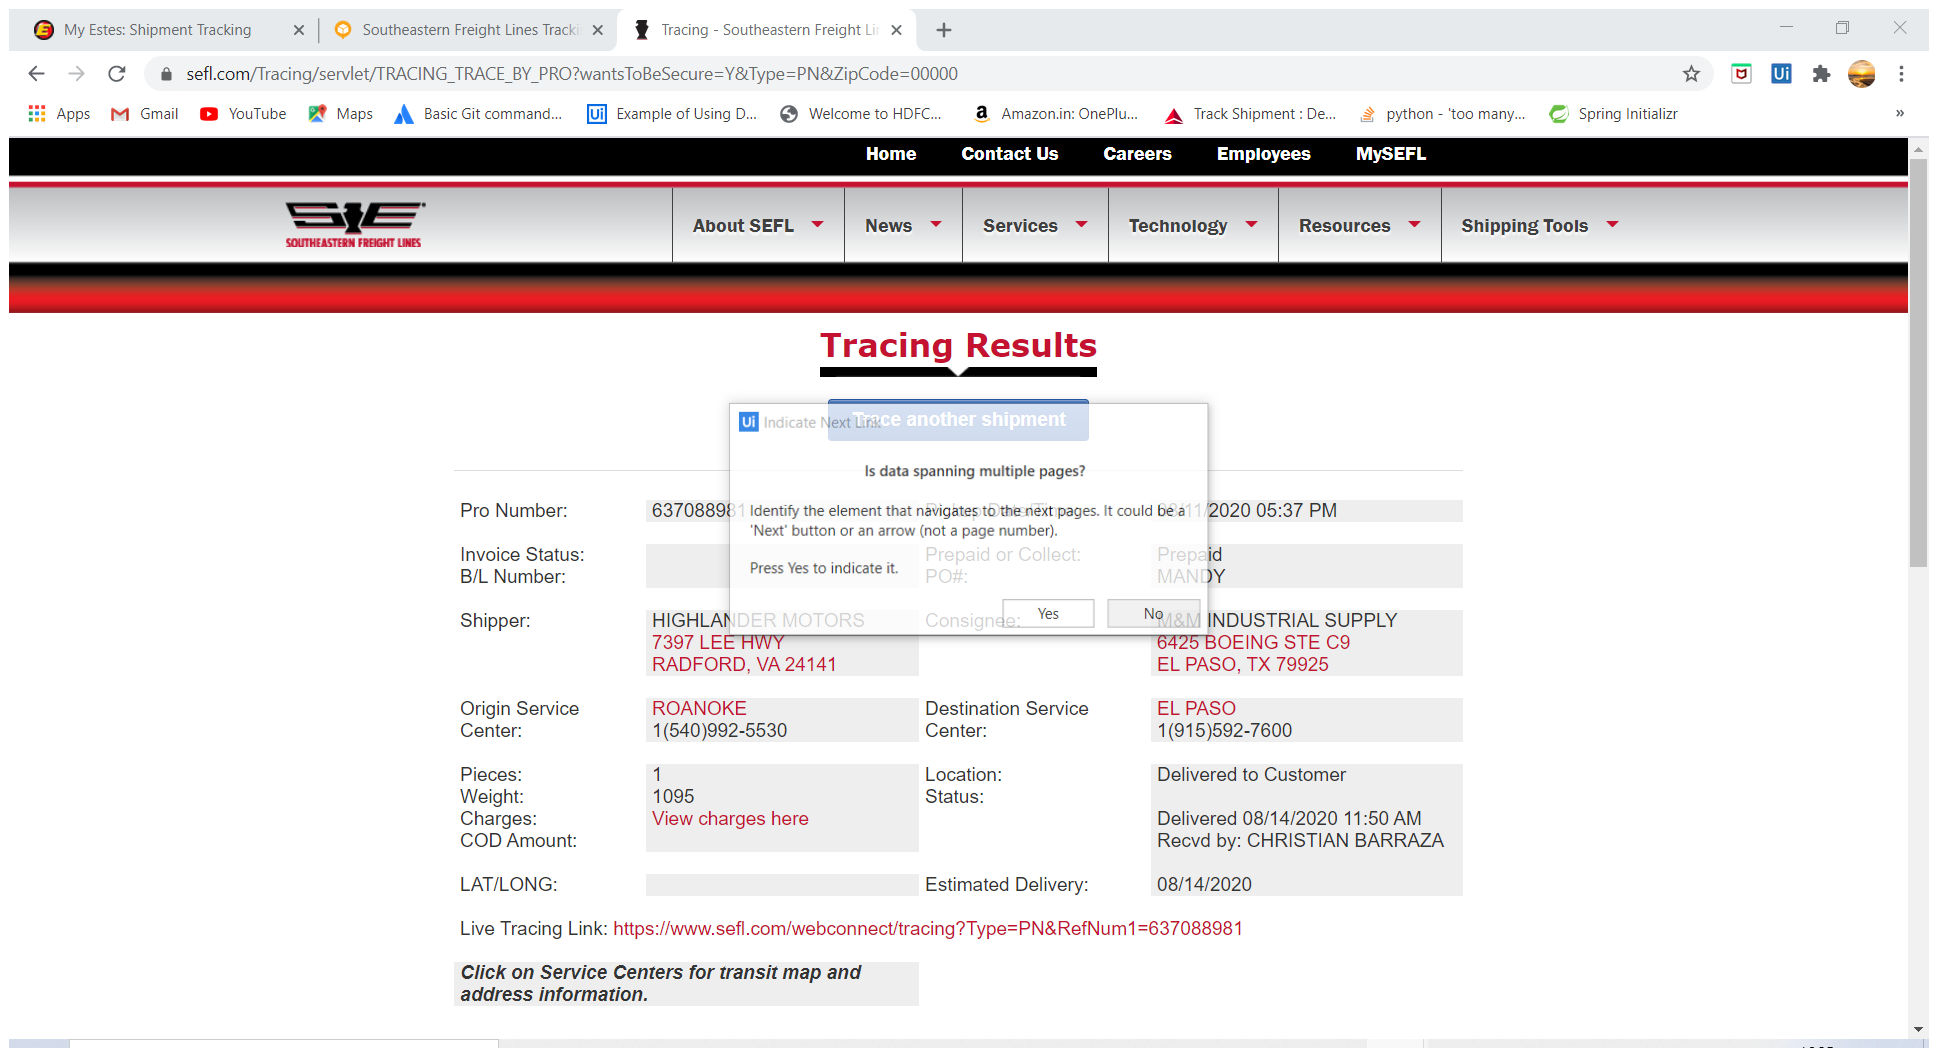 My Estes: Shipment Tracking
Southeastern Freight Lines Tracki
Tracing - Southeastern Freight Lin
sefl.com/Tracing/servlet/TRACING_TRACE_BY_PRO?wantsToBeSecure=Y&Type=PN&ZipCode=00000
Apps Gmail YouTube Maps Basic Git command... Example of Using D... Welcome to HDFC... Amazon.in: OnePlu... Track Shipment : De... python - 'too many... Spring Initializr »
Home Contact Us Careers Employees MySEFL
SEF
SOUTHEASTERN FREIGHT LINES
About SEFL News Services Technology Resources Shipping Tools
Tracing Results
Trace another shipment
Ui Indicate Next Link
Is data spanning multiple pages?
Identify the element that navigates to the next pages. It could be a
'Next' button or an arrow (not a page number).
Press Yes to indicate it.
Yes No
Pro Number: 637088981 /11/2020 05:37 PM
Invoice Status: Prepaid or Collect: Prepaid
B/L Number: PO#: MANDY
Shipper: HIGHLANDER MOTORS Consignee: M&M INDUSTRIAL SUPPLY
7397 LEE HWY 6425 BOEING STE C9
RADFORD, VA 24141 EL PASO, TX 79925
Origin Service ROANOKE Destination Service EL PASO
Center: 1(540)992-5530 Center: 1(915)592-7600
Pieces: 1 Location: Delivered to Customer
Weight: 1095 Status:
Charges: View charges here Delivered 08/14/2020 11:50 AM
COD Amount: Recvd by: CHRISTIAN BARRAZA
LAT/LONG: Estimated Delivery: 08/14/2020
Live Tracing Link: https://www.sefl.com/webconnect/tracing?Type=PN&RefNum1=637088981
Click on Service Centers for transit map and
address information.